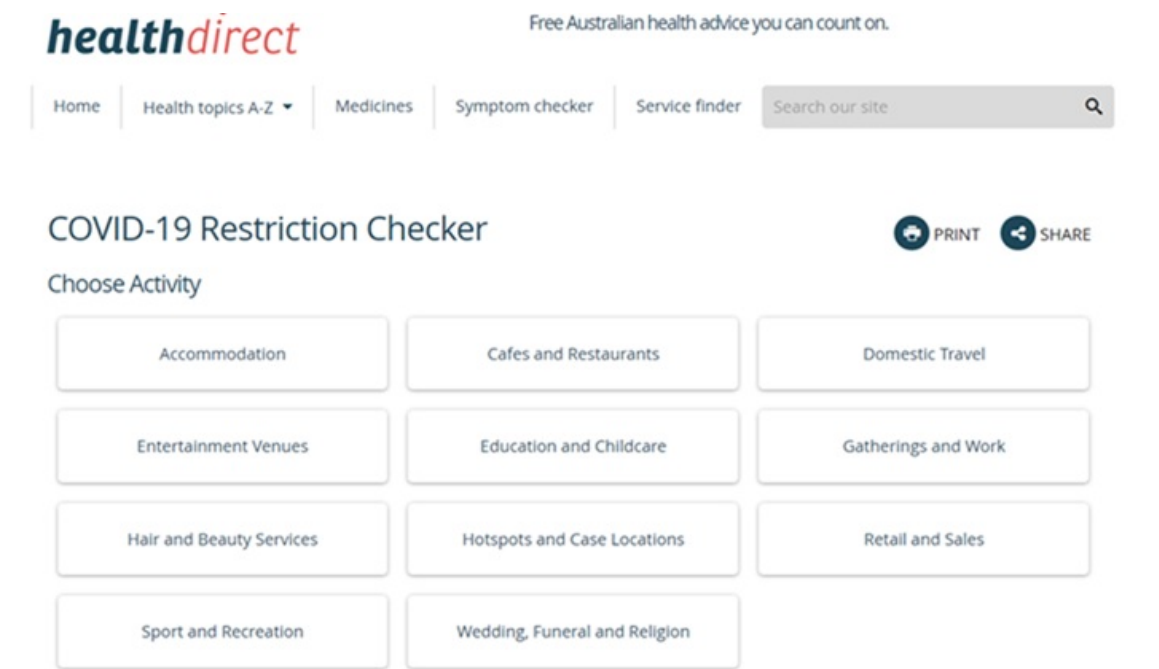 healthdirect
Free Australian health advice you can count on.
Home Health topics A-Z Medicines Symptom checker Service finder Search our site
COVID-19 Restriction Checker
PRINT SHARE
Choose Activity
Accommodation Cafes and Restaurants Domestic Travel
Entertainment Venues Education and Childcare Gatherings and Work
Hair and Beauty Services Hotspots and Case Locations Retail and Sales
Sport and Recreation Wedding, Funeral and Religion